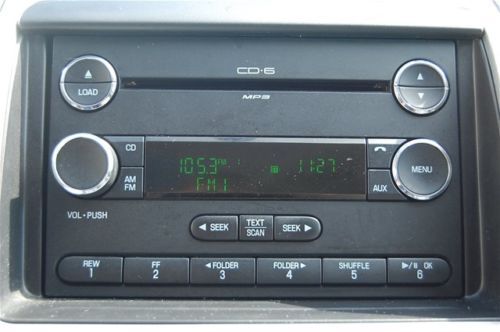 CD-6
LOAD
MP3
CD
105.3 11:27
MENU
AM
FM
FM1
AUX
VOL - PUSH
SEEK
TEXT
SCAN
SEEK
REW
1
FF
2
FOLDER
3
FOLDER
4
SHUFFLE
5
OK
6